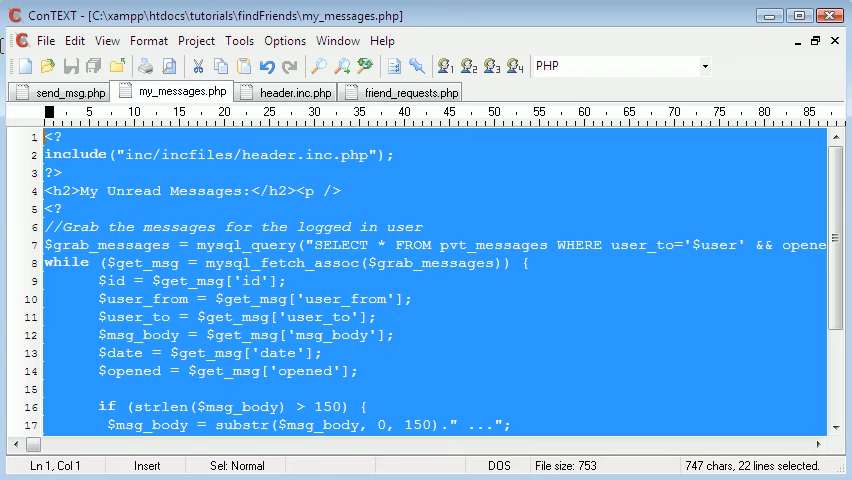 ConTEXT - [C:\xampp\htdocs\tutorials\findFriends\my_messages.php]
File Edit View Format Project Tools Options Window Help
1 2 3 4 PHP
send_msg.php my_messages.php header.inc.php friend_requests.php
5 10 15 20 25 30 35 40 45 50 55 60 65 70 75 80 85
1 <?
2 include("inc/incfiles/header.inc.php");
3 ?>
4 <h2>My Unread Messages:</h2><p />
5 <?
6 //Grab the messages for the logged in user
7 $grab_messages = mysql_query("SELECT * FROM pvt_messages WHERE user_to='$user' && opene
8 while ($get_msg = mysql_fetch_assoc($grab_messages)) {
9 $id = $get_msg['id'];
10 $user_from = $get_msg['user_from'];
11 $user_to = $get_msg['user_to'];
12 $msg_body = $get_msg['msg_body'];
13 $date = $get_msg['date'];
14 $opened = $get_msg['opened'];
15
16 if (strlen($msg_body) > 150) {
17 $msg_body = substr($msg_body, 0, 150)." ...";
Ln 1, Col 1 Insert Sel: Normal DOS File size: 753 747 chars, 22 lines selected.